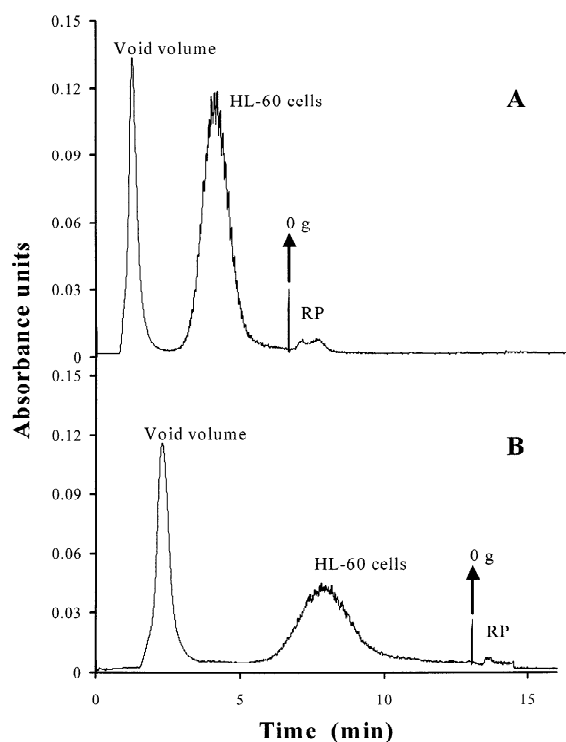 0.15
Void volume
0.12
HL-60 cells
A
0.09
0.06
0 g
0.03
RP
0
Absorbance units
0.15
Void volume
0.12
B
0.09
0 g
HL-60 cells
0.06
0.03
RP
0
0 5 10 15
Time (min)